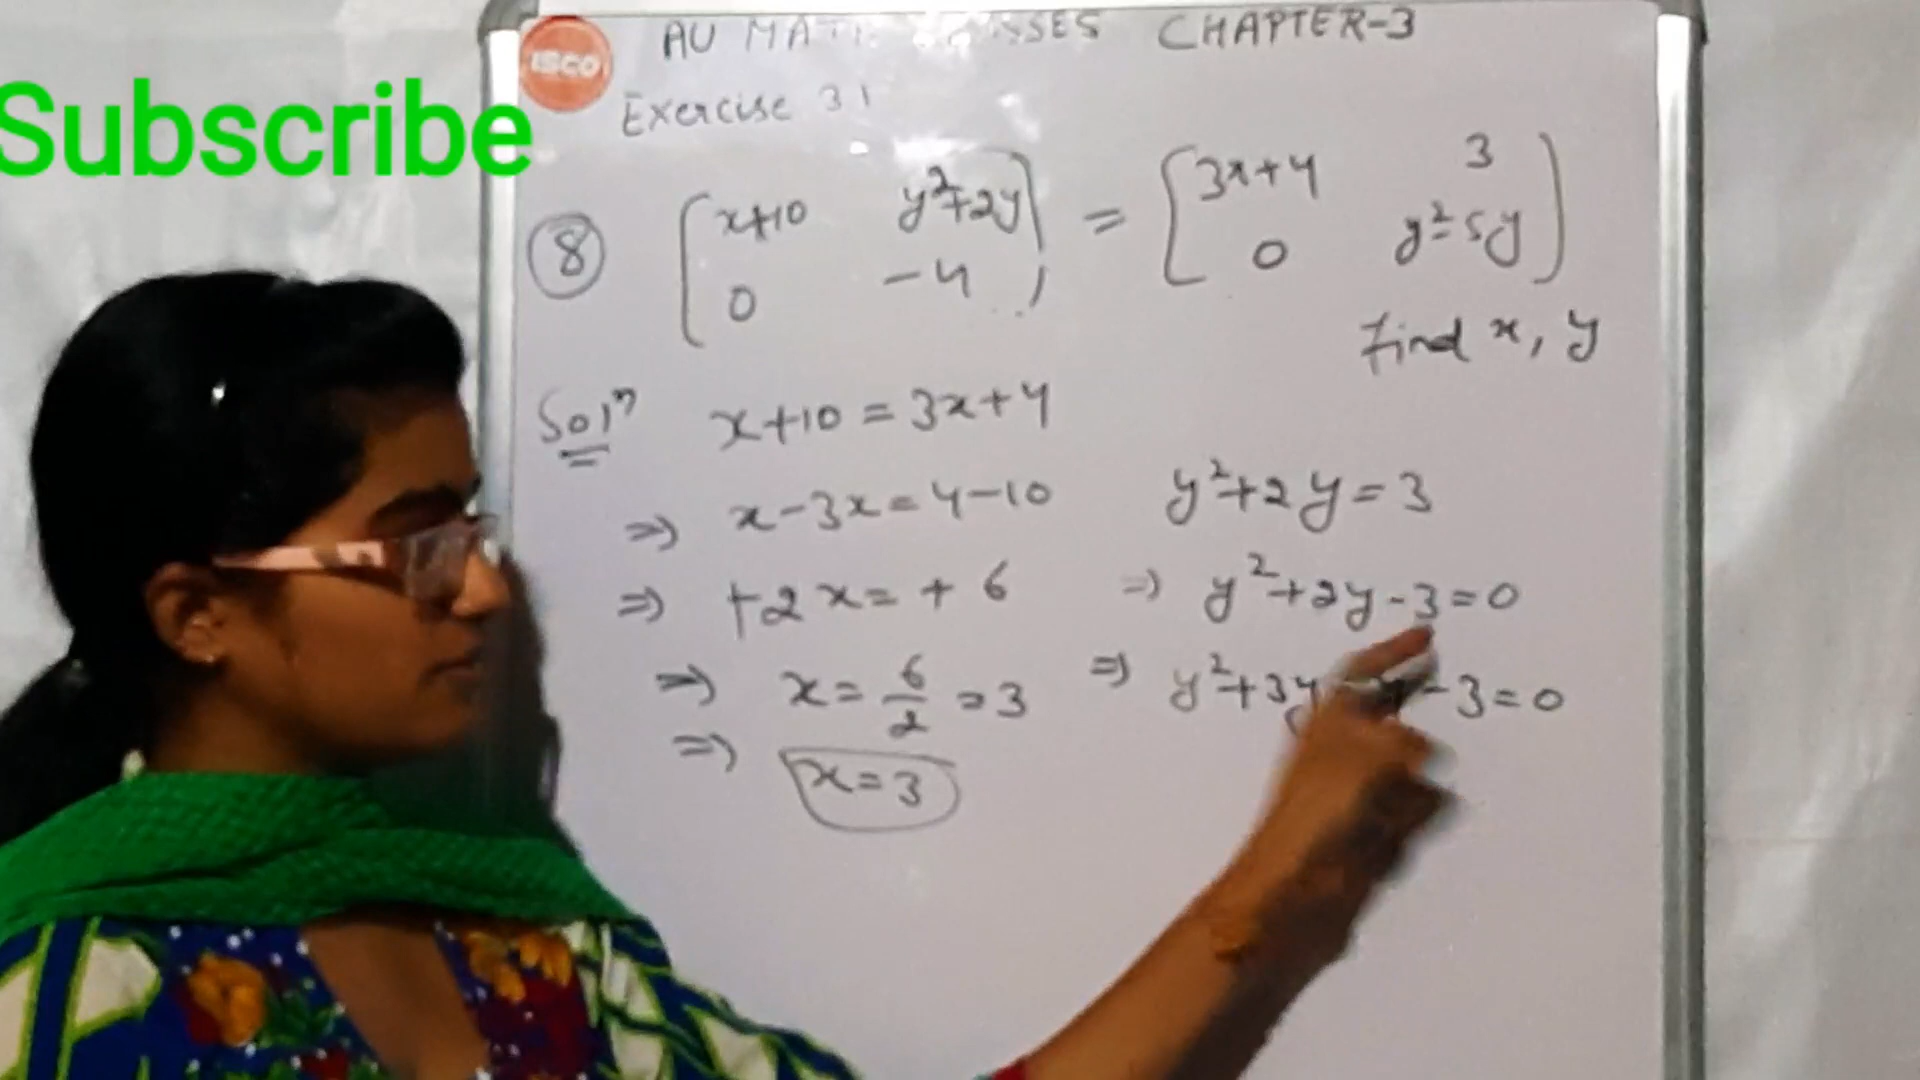 Subscribe
ISCO
AU MATH CLASSES CHAPTER-3
Exercise 3 1
8 [ x+10 y²+2y ] = [ 3x+4 3 ]
[ 0 -4 ] [ 0 y²-5y ]
Find x, y
Solⁿ x+10 = 3x+4
⇒ x-3x = 4-10 y²+2y = 3
⇒ +2x = + 6 ⇒ y²+2y-3=0
⇒ x = 6/2 = 3 ⇒ y²+3y -3=0
⇒ x=3